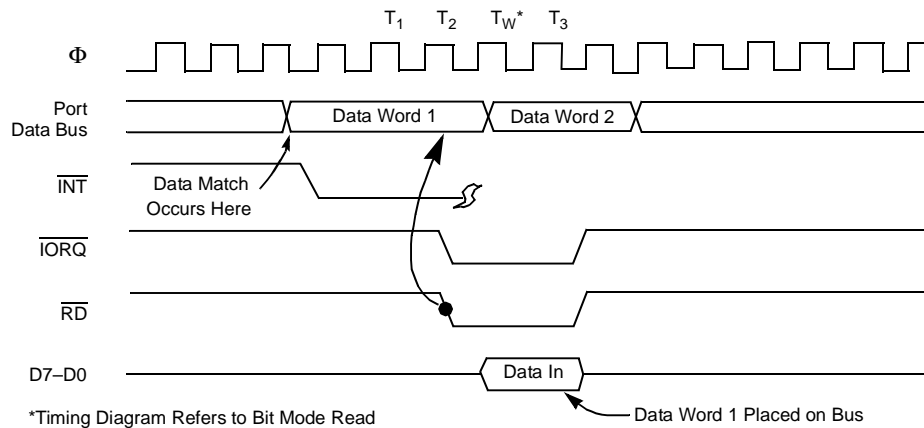 T1 T2 TW* T3
Φ
Port
Data Bus
Data Word 1 Data Word 2
INT
Data Match
Occurs Here
IORQ
RD
D7–D0
Data In
*Timing Diagram Refers to Bit Mode Read
Data Word 1 Placed on Bus